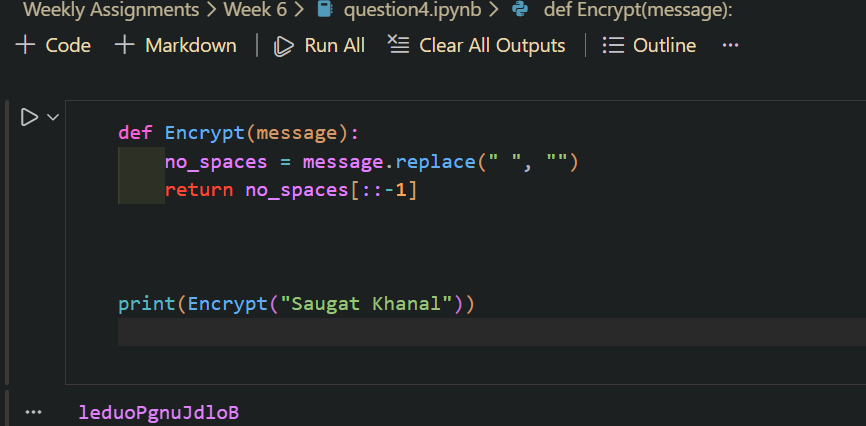 Weekly Assignments > Week 6 > question4.ipynb > def Encrypt(message):
+ Code + Markdown | Run All Clear All Outputs | Outline ...
def Encrypt(message):
    no_spaces = message.replace(" ", "")
    return no_spaces[::-1]
print(Encrypt("Saugat Khanal"))
... leduoPgnuJdloB